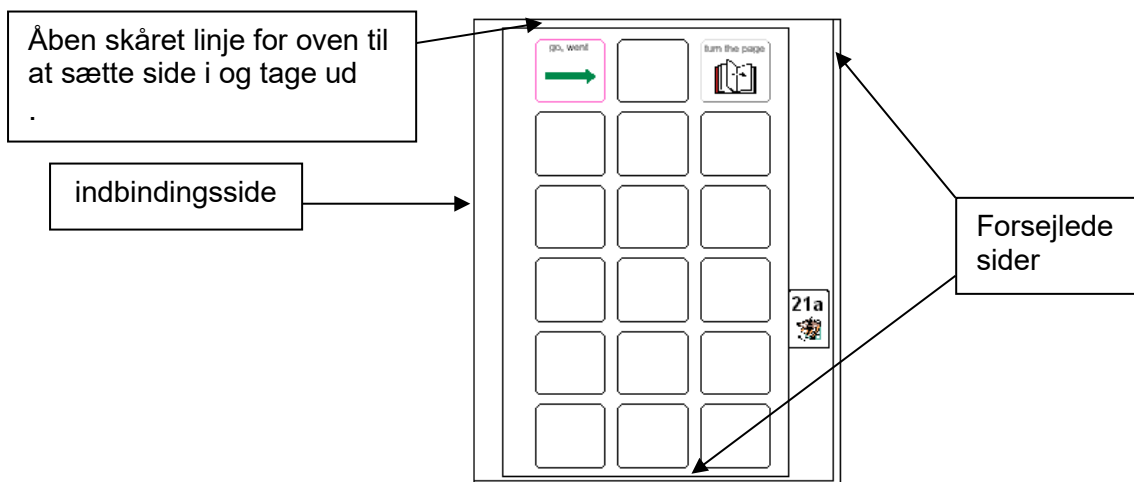 Åben skåret linje for oven til
at sætte side i og tage ud
.
go, went
turn the page
indbindingsside
Forsejlede
sider
21a